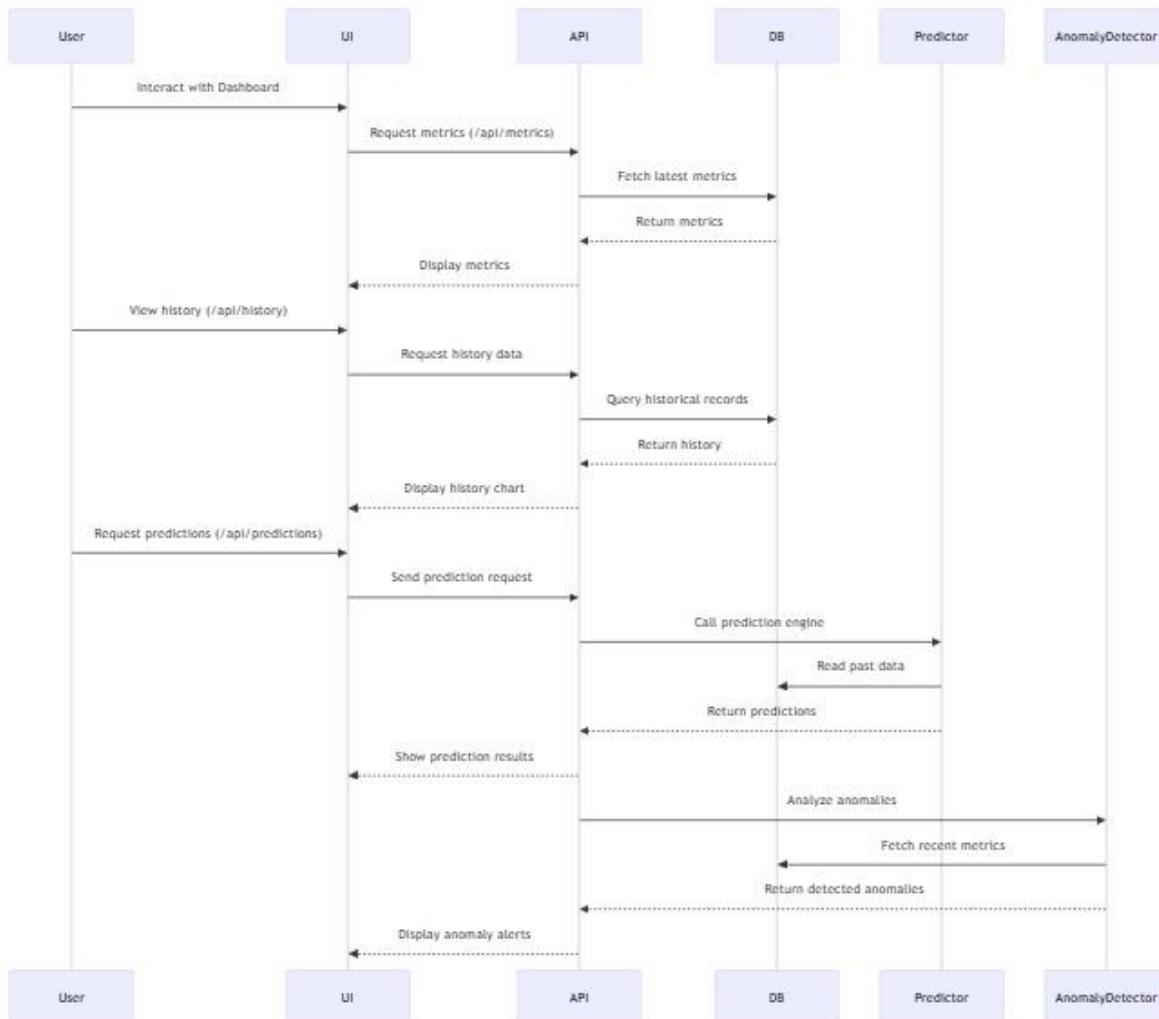 User UI API DB Predictor AnomalyDetector
Interact with Dashboard
Request metrics (/api/metrics)
Fetch latest metrics
Return metrics
Display metrics
View history (/api/history)
Request history data
Query historical records
Return history
Display history chart
Request predictions (/api/predictions)
Send prediction request
Call prediction engine
Read past data
Return predictions
Show prediction results
Analyze anomalies
Fetch recent metrics
Return detected anomalies
Display anomaly alerts
User UI API DB Predictor AnomalyDetector